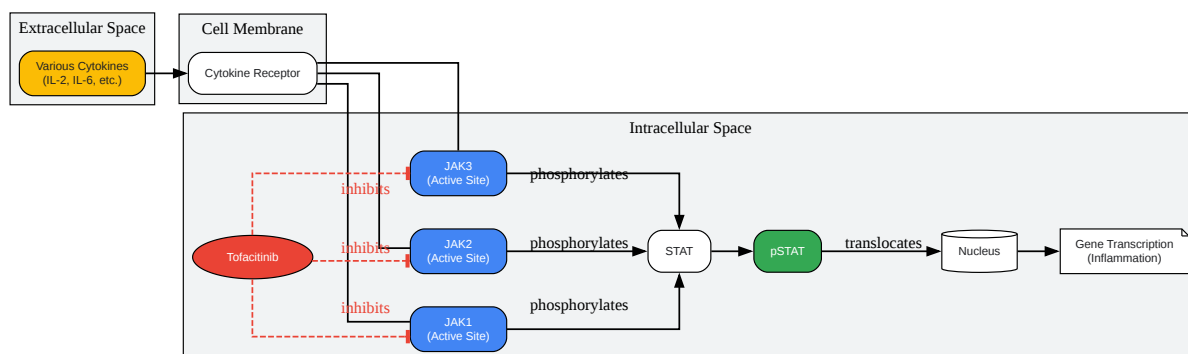 Extracellular Space
Cell Membrane
Various Cytokines
(IL-2, IL-6, etc.)
Cytokine Receptor
Intracellular Space
JAK3
(Active Site)
phosphorylates
inhibits
Tofacitinib
inhibits
JAK2
(Active Site)
phosphorylates
STAT
pSTAT
translocates
Nucleus
Gene Transcription
(Inflammation)
inhibits
JAK1
(Active Site)
phosphorylates